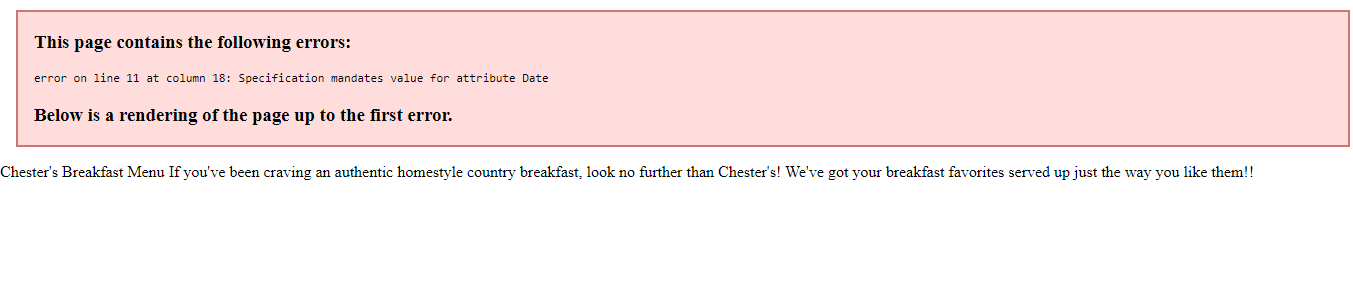 This page contains the following errors:
error on line 11 at column 18: Specification mandates value for attribute Date
Below is a rendering of the page up to the first error.
Chester's Breakfast Menu If you've been craving an authentic homestyle country breakfast, look no further than Chester's! We've got your breakfast favorites served up just the way you like them!!